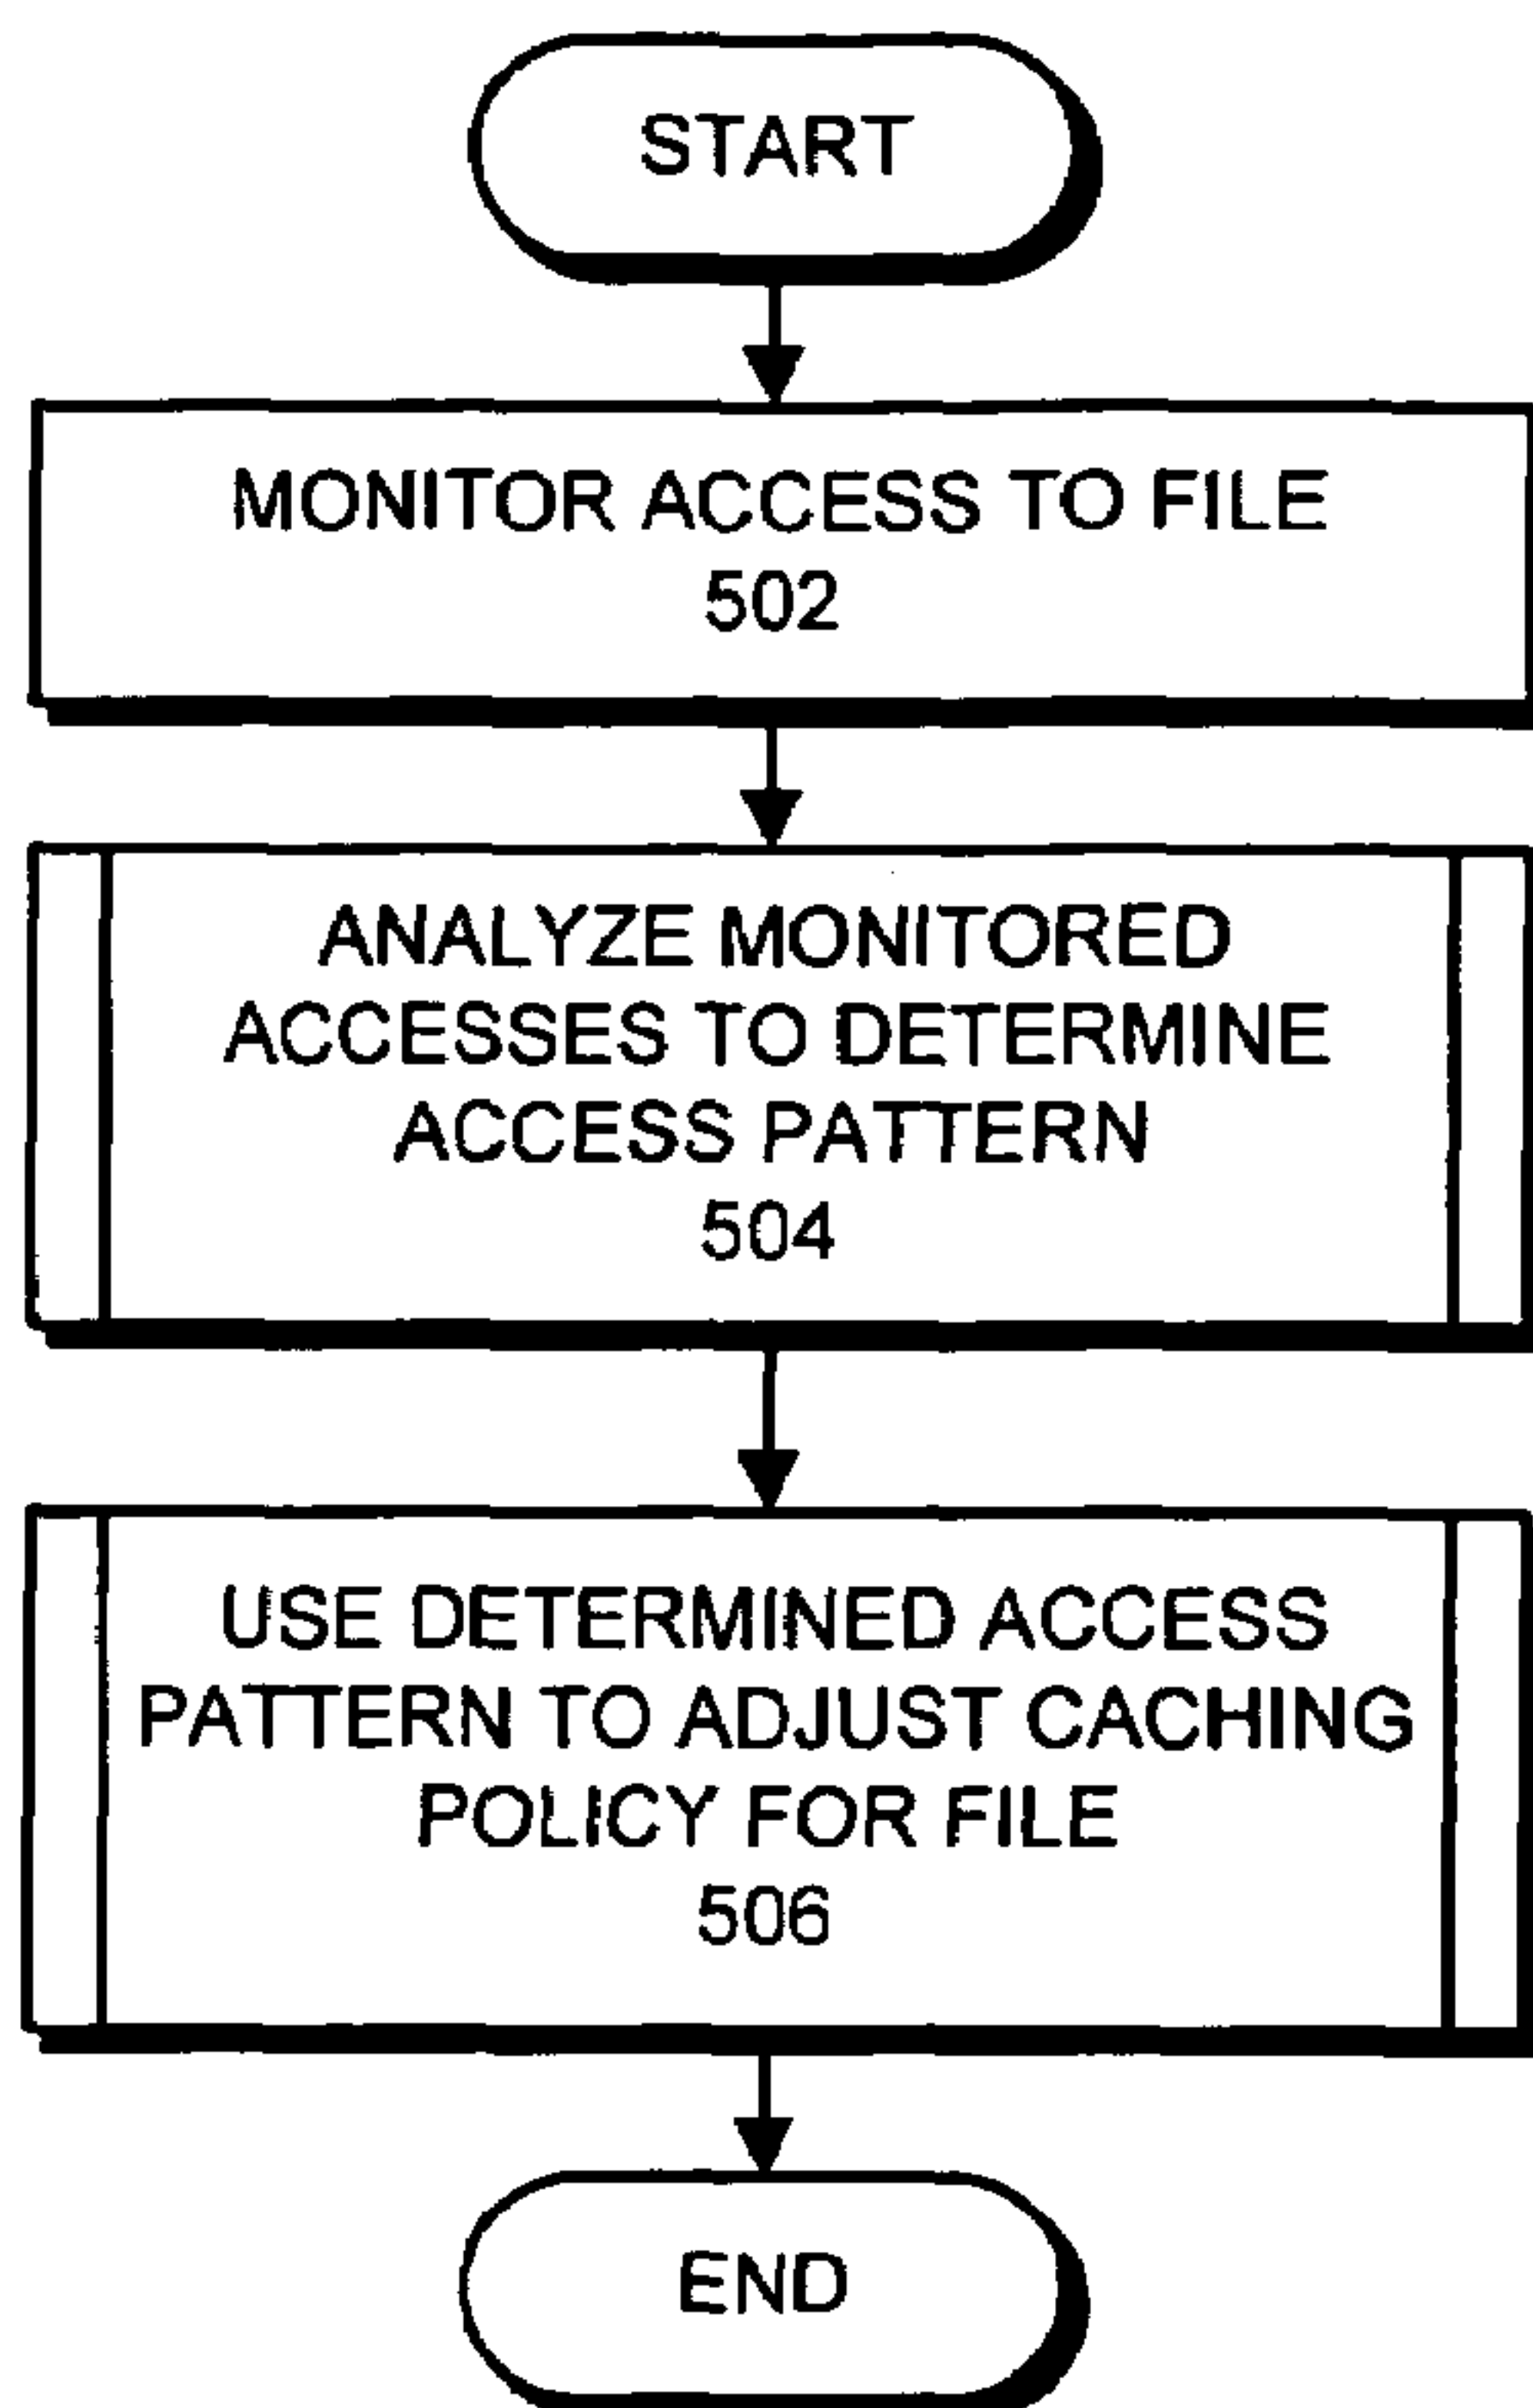 START
MONITOR ACCESS TO FILE
502
ANALYZE MONITORED
ACCESSES TO DETERMINE
ACCESS PATTERN
504
USE DETERMINED ACCESS
PATTERN TO ADJUST CACHING
POLICY FOR FILE
506
END